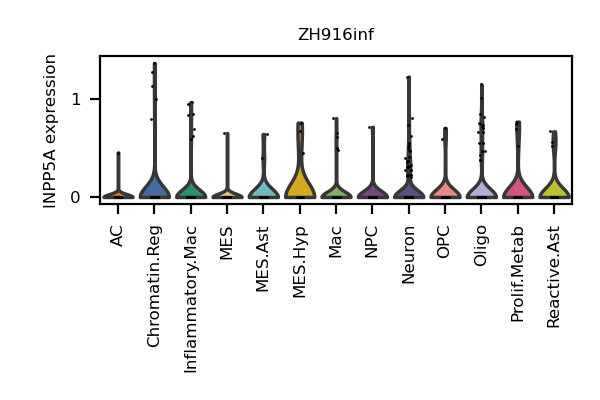 ZH916inf
INPP5A expression
1
0
AC
Chromatin.Reg
Inflammatory.Mac
MES
MES.Ast
MES.Hyp
Mac
NPC
Neuron
OPC
Oligo
Prolif.Metab
Reactive.Ast